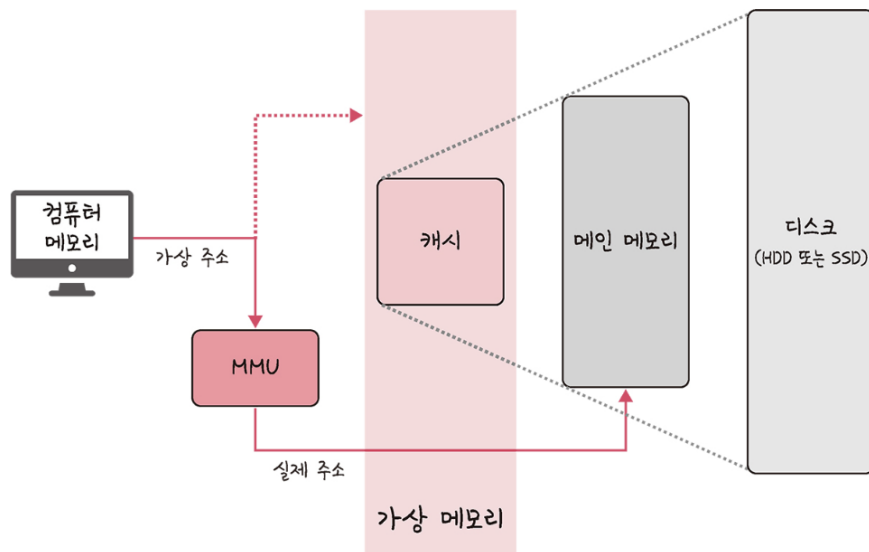 컴퓨터
메모리
가상 주소
MMU
실제 주소
캐시
가상 메모리
메인 메모리
디스크
(HDD 또는 SSD)